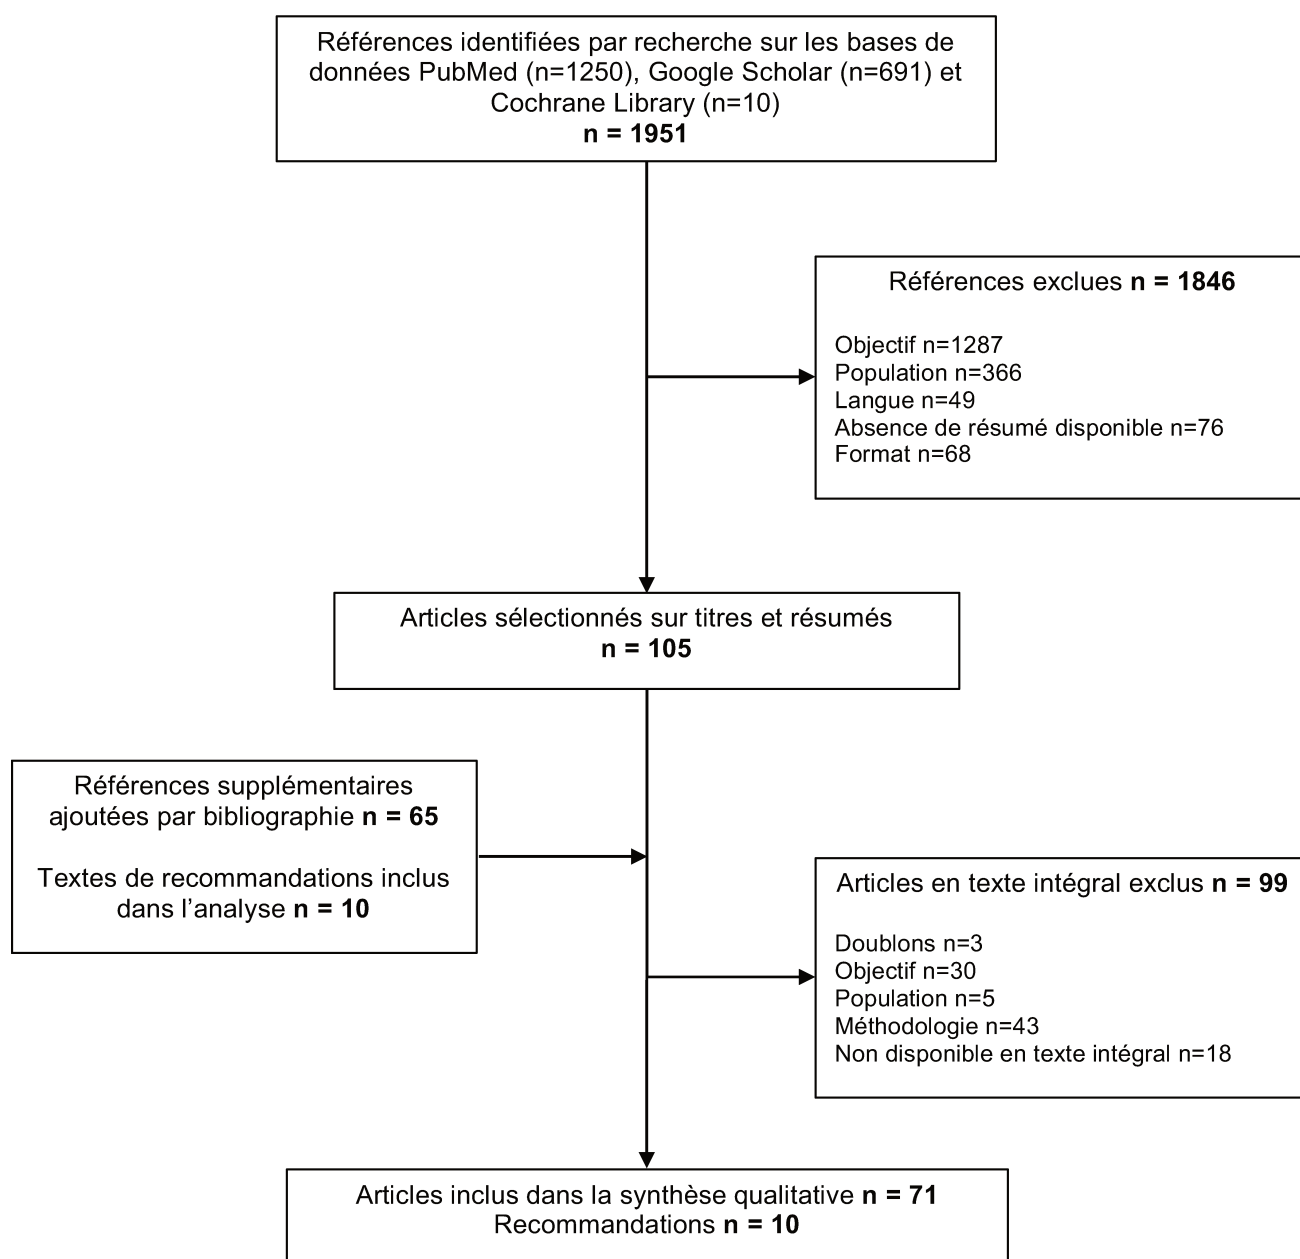 Références identifiées par recherche sur les bases de
données PubMed (n=1250), Google Scholar (n=691) et
Cochrane Library (n=10)
n = 1951
Références exclues n = 1846
Objectif n=1287
Population n=366
Langue n=49
Absence de résumé disponible n=76
Format n=68
Articles sélectionnés sur titres et résumés
n = 105
Références supplémentaires
ajoutées par bibliographie n = 65
Textes de recommandations inclus
dans l’analyse n = 10
Articles en texte intégral exclus n = 99
Doublons n=3
Objectif n=30
Population n=5
Méthodologie n=43
Non disponible en texte intégral n=18
Articles inclus dans la synthèse qualitative n = 71
Recommandations n = 10